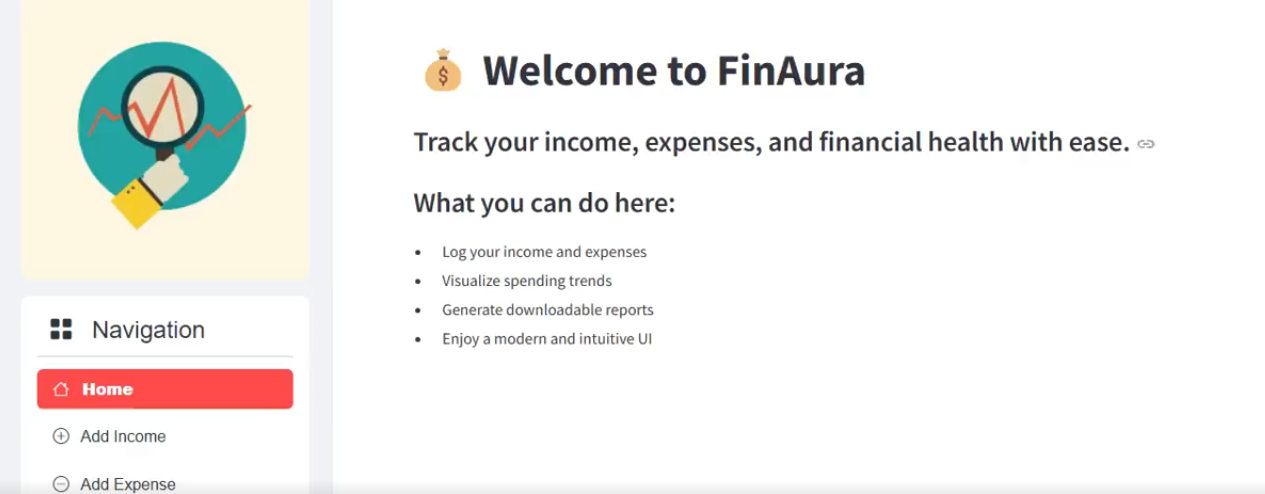 💰 Welcome to FinAura
Track your income, expenses, and financial health with ease.
What you can do here:
• Log your income and expenses
• Visualize spending trends
• Generate downloadable reports
• Enjoy a modern and intuitive UI
Navigation
Home
Add Income
Add Expense